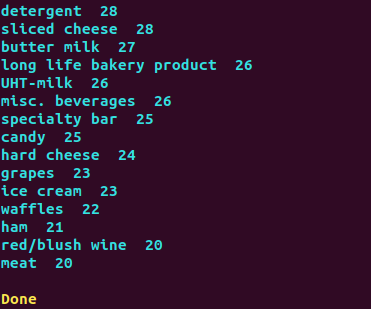 detergent  28
sliced cheese  28
butter milk  27
long life bakery product  26
UHT-milk  26
misc. beverages  26
specialty bar  25
candy  25
hard cheese  24
grapes  23
ice cream  23
waffles  22
ham  21
red/blush wine  20
meat  20
Done